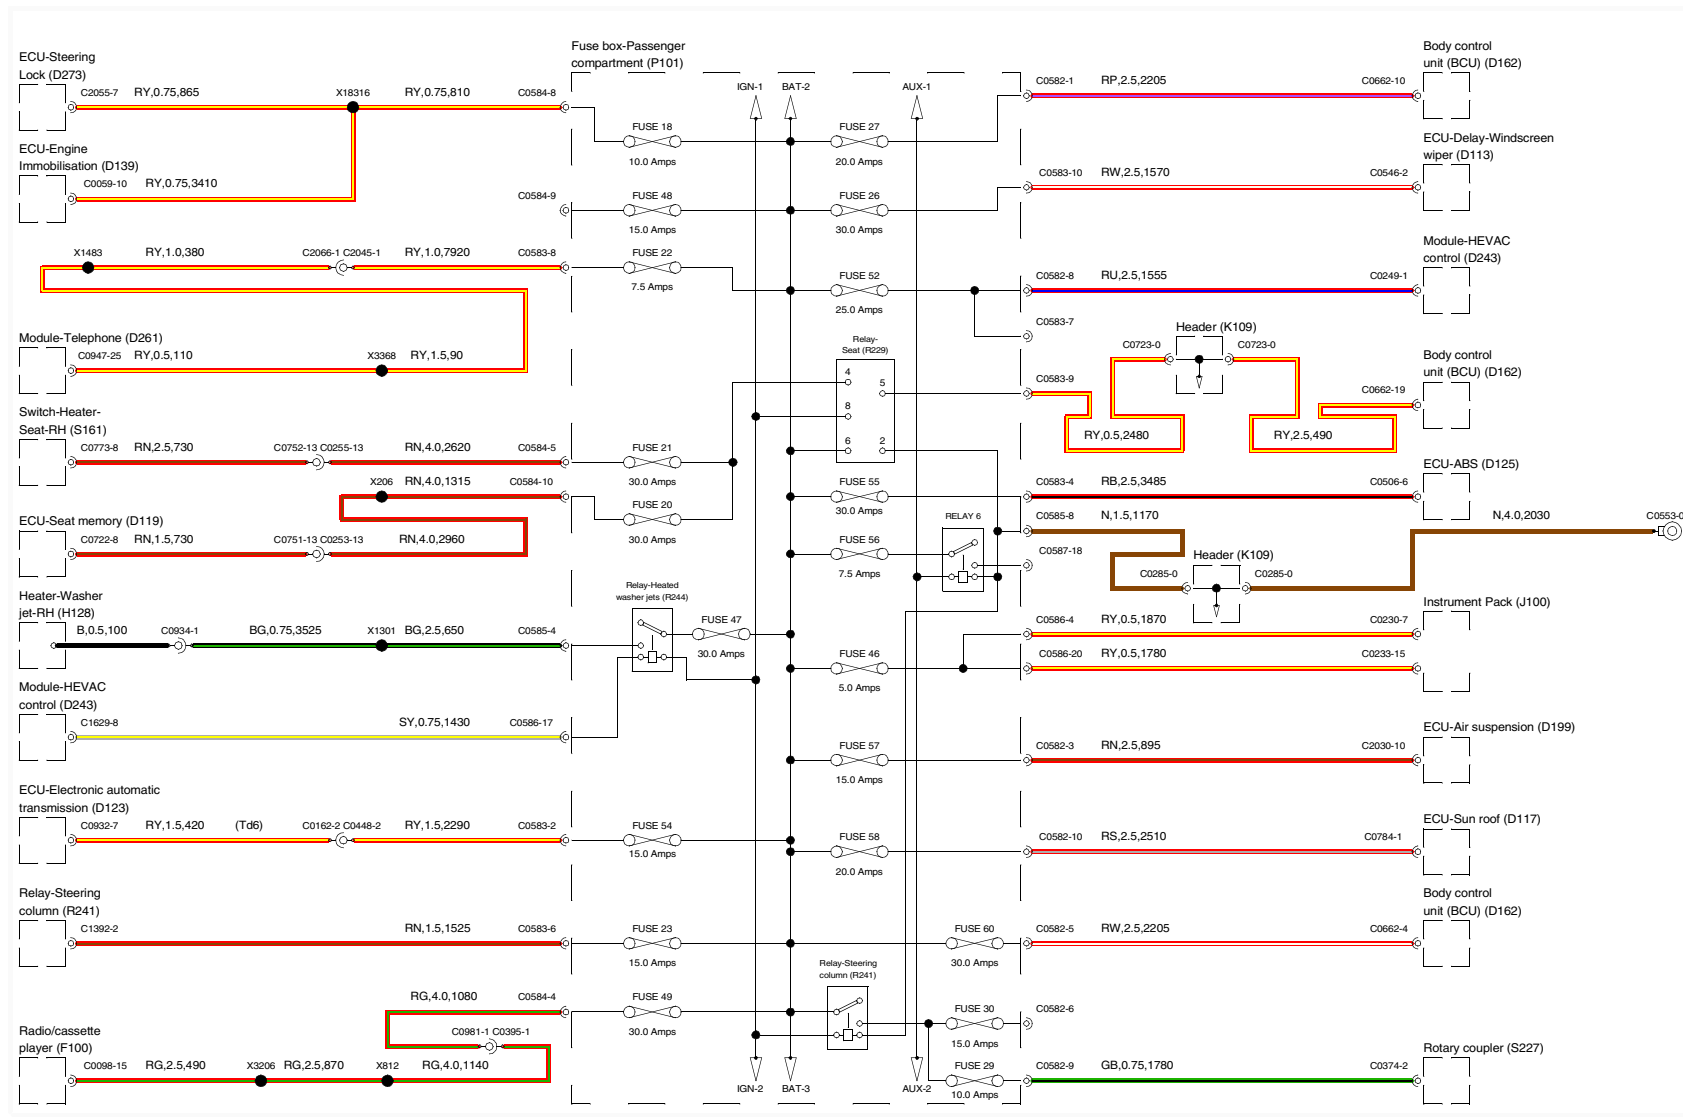 ECU-Steering
Lock (D273)
C2055-7
RY,0.75,865
X18316
RY,0.75,810
C0584-8
ECU-Engine
Immobilisation (D139)
C0059-10
RY,0.75,3410
C0584-9
X1483
RY,1.0,380
C2066-1 C2045-1
RY,1.0,7920
C0583-8
Module-Telephone (D261)
C0947-25
RY,0.5,110
X3368
RY,1.5,90
Switch-Heater-
Seat-RH (S161)
C0773-8
RN,2.5,730
C0752-13 C0255-13
RN,4.0,2620
C0584-5
X206
RN,4.0,1315
C0584-10
ECU-Seat memory (D119)
C0722-8
RN,1.5,730
C0751-13 C0253-13
RN,4.0,2960
Heater-Washer
jet-RH (H128)
B,0.5,100
C0934-1
BG,0.75,3525
X1301
BG,2.5,650
C0585-4
Module-HEVAC
control (D243)
C1629-8
SY,0.75,1430
C0586-17
ECU-Electronic automatic
transmission (D123)
C0932-7
RY,1.5,420
(Td6)
C0162-2 C0448-2
RY,1.5,2290
C0583-2
Relay-Steering
column (R241)
C1392-2
RN,1.5,1525
C0583-6
RG,4.0,1080
C0584-4
C0981-1 C0395-1
Radio/cassette
player (F100)
C0098-15
RG,2.5,490
X3206
RG,2.5,870
X812
RG,4.0,1140
Fuse box-Passenger
compartment (P101)
IGN-1
BAT-2
AUX-1
FUSE 18
10.0 Amps
FUSE 27
20.0 Amps
FUSE 48
15.0 Amps
FUSE 26
30.0 Amps
FUSE 22
7.5 Amps
FUSE 52
25.0 Amps
Relay-
Seat (R229)
4
5
8
6
2
FUSE 21
30.0 Amps
FUSE 20
30.0 Amps
FUSE 55
30.0 Amps
RELAY 6
FUSE 56
7.5 Amps
Relay-Heated
washer jets (R244)
FUSE 47
30.0 Amps
FUSE 46
5.0 Amps
FUSE 57
15.0 Amps
FUSE 54
15.0 Amps
FUSE 58
20.0 Amps
FUSE 23
15.0 Amps
FUSE 60
30.0 Amps
Relay-Steering
column (R241)
FUSE 49
30.0 Amps
FUSE 30
15.0 Amps
FUSE 29
10.0 Amps
IGN-2
BAT-3
AUX-2
Body control
unit (BCU) (D162)
C0582-1
RP,2.5,2205
C0662-10
ECU-Delay-Windscreen
wiper (D113)
C0583-10
RW,2.5,1570
C0546-2
Module-HEVAC
control (D243)
C0582-8
RU,2.5,1555
C0249-1
C0583-7
Header (K109)
C0723-0
C0723-0
Body control
unit (BCU) (D162)
C0583-9
C0662-19
RY,0.5,2480
RY,2.5,490
ECU-ABS (D125)
C0583-4
RB,2.5,3485
C0506-6
C0585-8
N,1.5,1170
N,4.0,2030
C0553-0
C0587-18
Header (K109)
C0285-0
C0285-0
Instrument Pack (J100)
C0586-4
RY,0.5,1870
C0230-7
C0586-20
RY,0.5,1780
C0233-15
ECU-Air suspension (D199)
C0582-3
RN,2.5,895
C2030-10
ECU-Sun roof (D117)
C0582-10
RS,2.5,2510
C0784-1
Body control
unit (BCU) (D162)
C0582-5
RW,2.5,2205
C0662-4
C0582-6
Rotary coupler (S227)
C0582-9
GB,0.75,1780
C0374-2